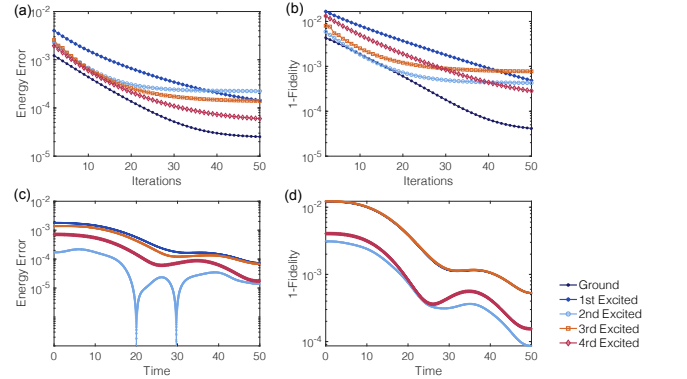 (a)
10-2
10-3
10-4
10-5
Energy Error
10 20 30 40 50
Iterations
(b)
10-2
10-3
10-4
10-5
1-Fidelity
10 20 30 40 50
Iterations
(c)
10-2
10-3
10-4
10-5
Energy Error
0 10 20 30 40 50
Time
(d)
10-2
10-3
10-4
1-Fidelity
0 10 20 30 40 50
Time
Ground
1st Excited
2nd Excited
3rd Excited
4rd Excited